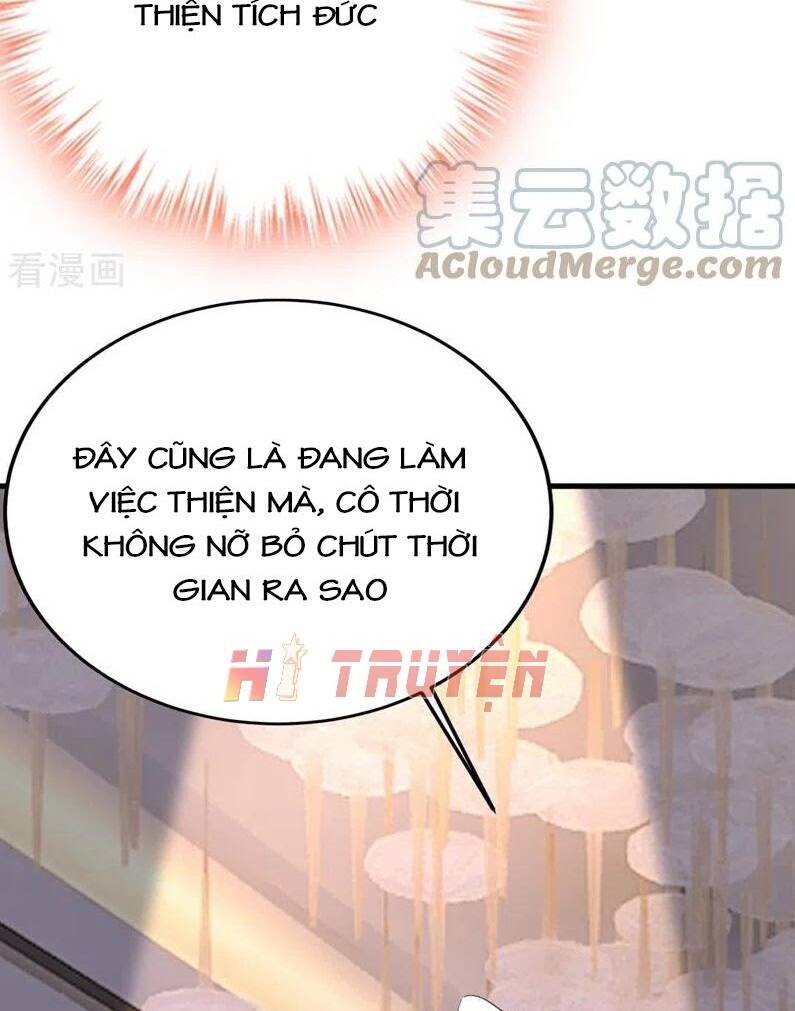 THIỆN TÍCH ĐỨC
集云数据
ACloudMerge.com
看漫画
ĐÂY CŨNG LÀ ĐANG LÀM
VIỆC THIỆN MÀ, CÔ THỜI
KHÔNG NỠ BỎ CHÚT THỜI
GIAN RA SAO
HI TRUYỆN